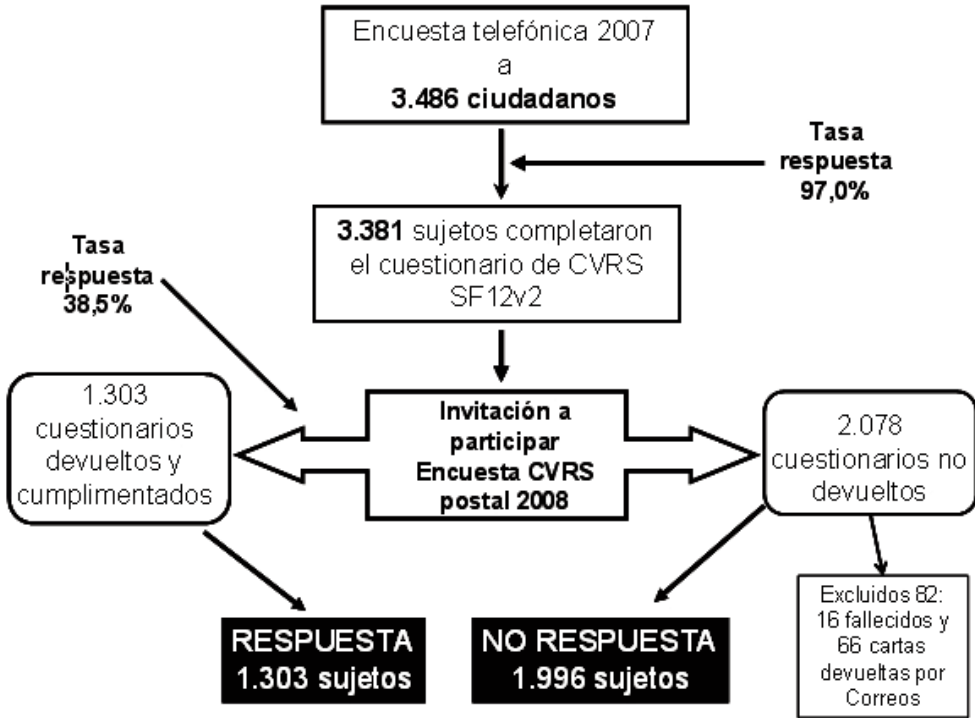 Encuesta telefónica 2007
a
3.486 ciudadanos
Tasa
respuesta
97,0%
3.381 sujetos completaron
el cuestionario de CVRS
SF12v2
Tasa
respuesta
38,5%
1.303
cuestionarios
devueltos y
cumplimentados
Invitación a
participar
Encuesta CVRS
postal 2008
2.078
cuestionarios no
devueltos
RESPUESTA
1.303 sujetos
NO RESPUESTA
1.996 sujetos
Excluidos 82:
16 fallecidos y
66 cartas
devueltas por
Correos